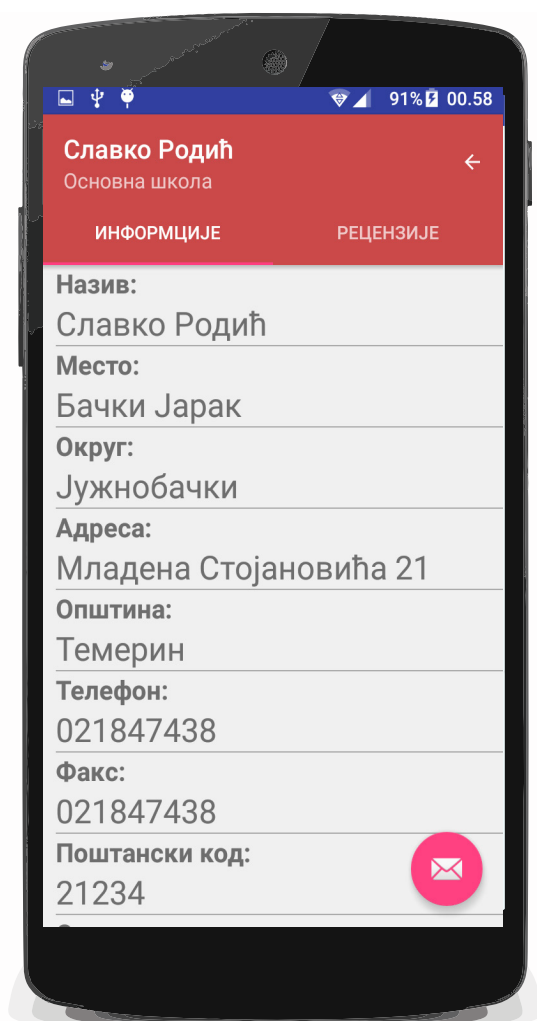 91% 00.58
Славко Родић
Основна школа
ИНФОРМЦИЈЕ РЕЦЕНЗИЈЕ
Назив:
Славко Родић
Место:
Бачки Јарак
Округ:
Јужнобачки
Адреса:
Младена Стојановића 21
Општина:
Темерин
Телефон:
021847438
Факс:
021847438
Поштански код:
21234